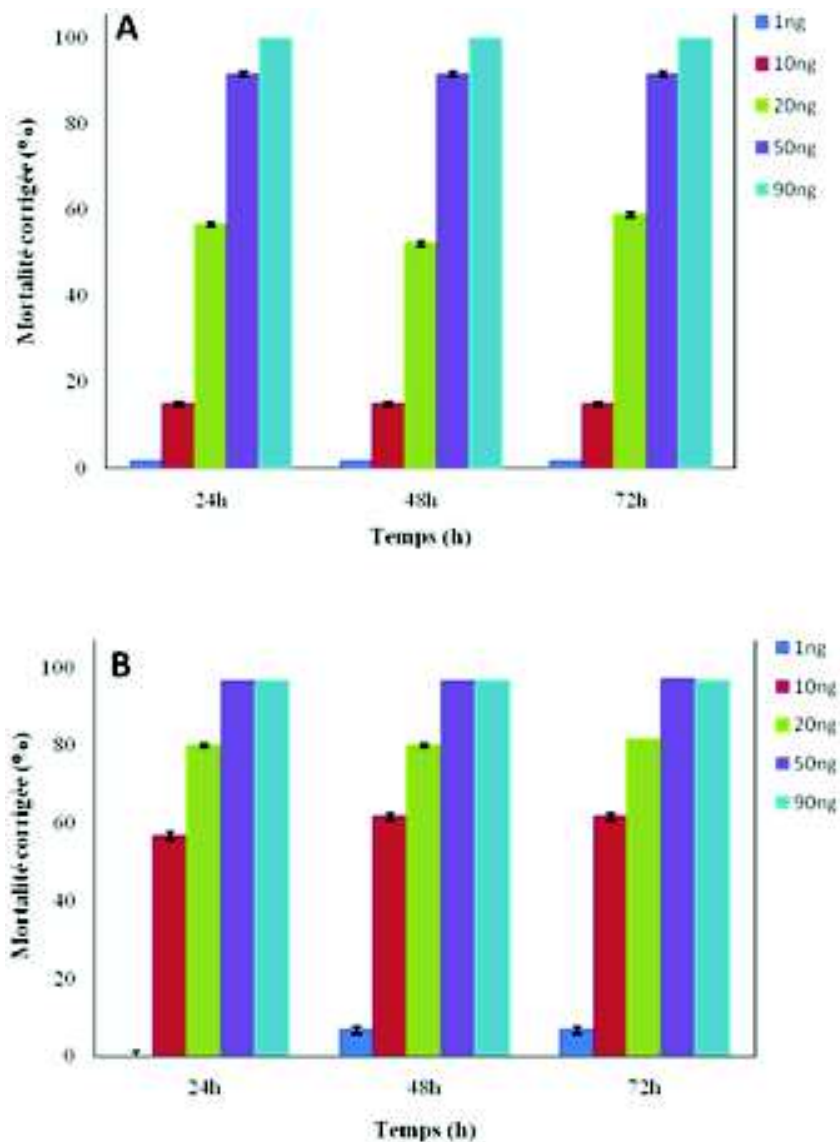 A
100
80
60
40
20
0
Mortalité corrigée (%)
24h
48h
72h
Temps (h)
1ng
10ng
20ng
50ng
90ng
B
100
80
60
40
20
0
Mortalité corrigée (%)
24h
48h
72h
Temps (h)
1ng
10ng
20ng
50ng
90ng